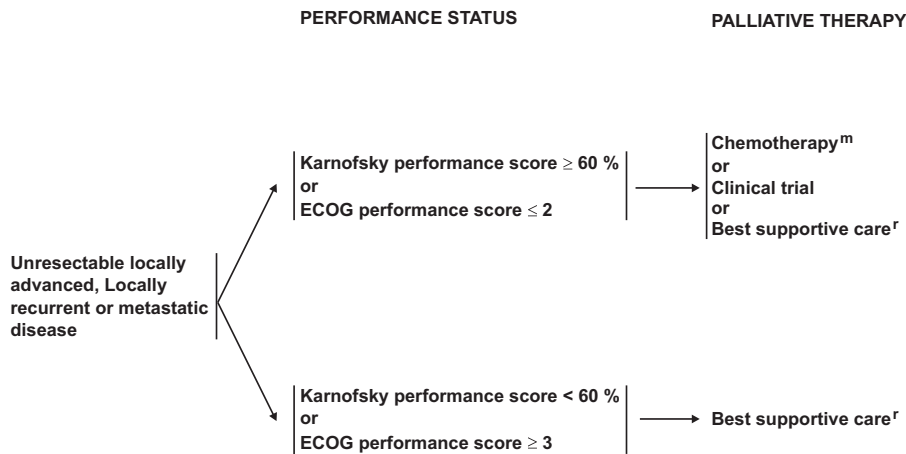 PERFORMANCE STATUS
PALLIATIVE THERAPY
Unresectable locally
advanced, Locally
recurrent or metastatic
disease
Karnofsky performance score ≥ 60 %
or
ECOG performance score ≤ 2
Chemotherapy^m
or
Clinical trial
or
Best supportive care^r
Karnofsky performance score < 60 %
or
ECOG performance score ≥ 3
Best supportive care^r